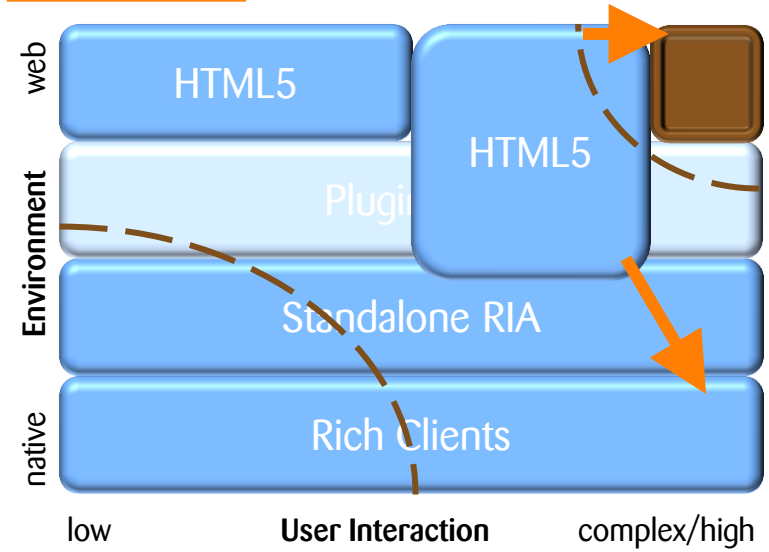 web
HTML5
HTML5
Environment
Standalone RIA
native
Rich Clients
low
User Interaction
complex/high